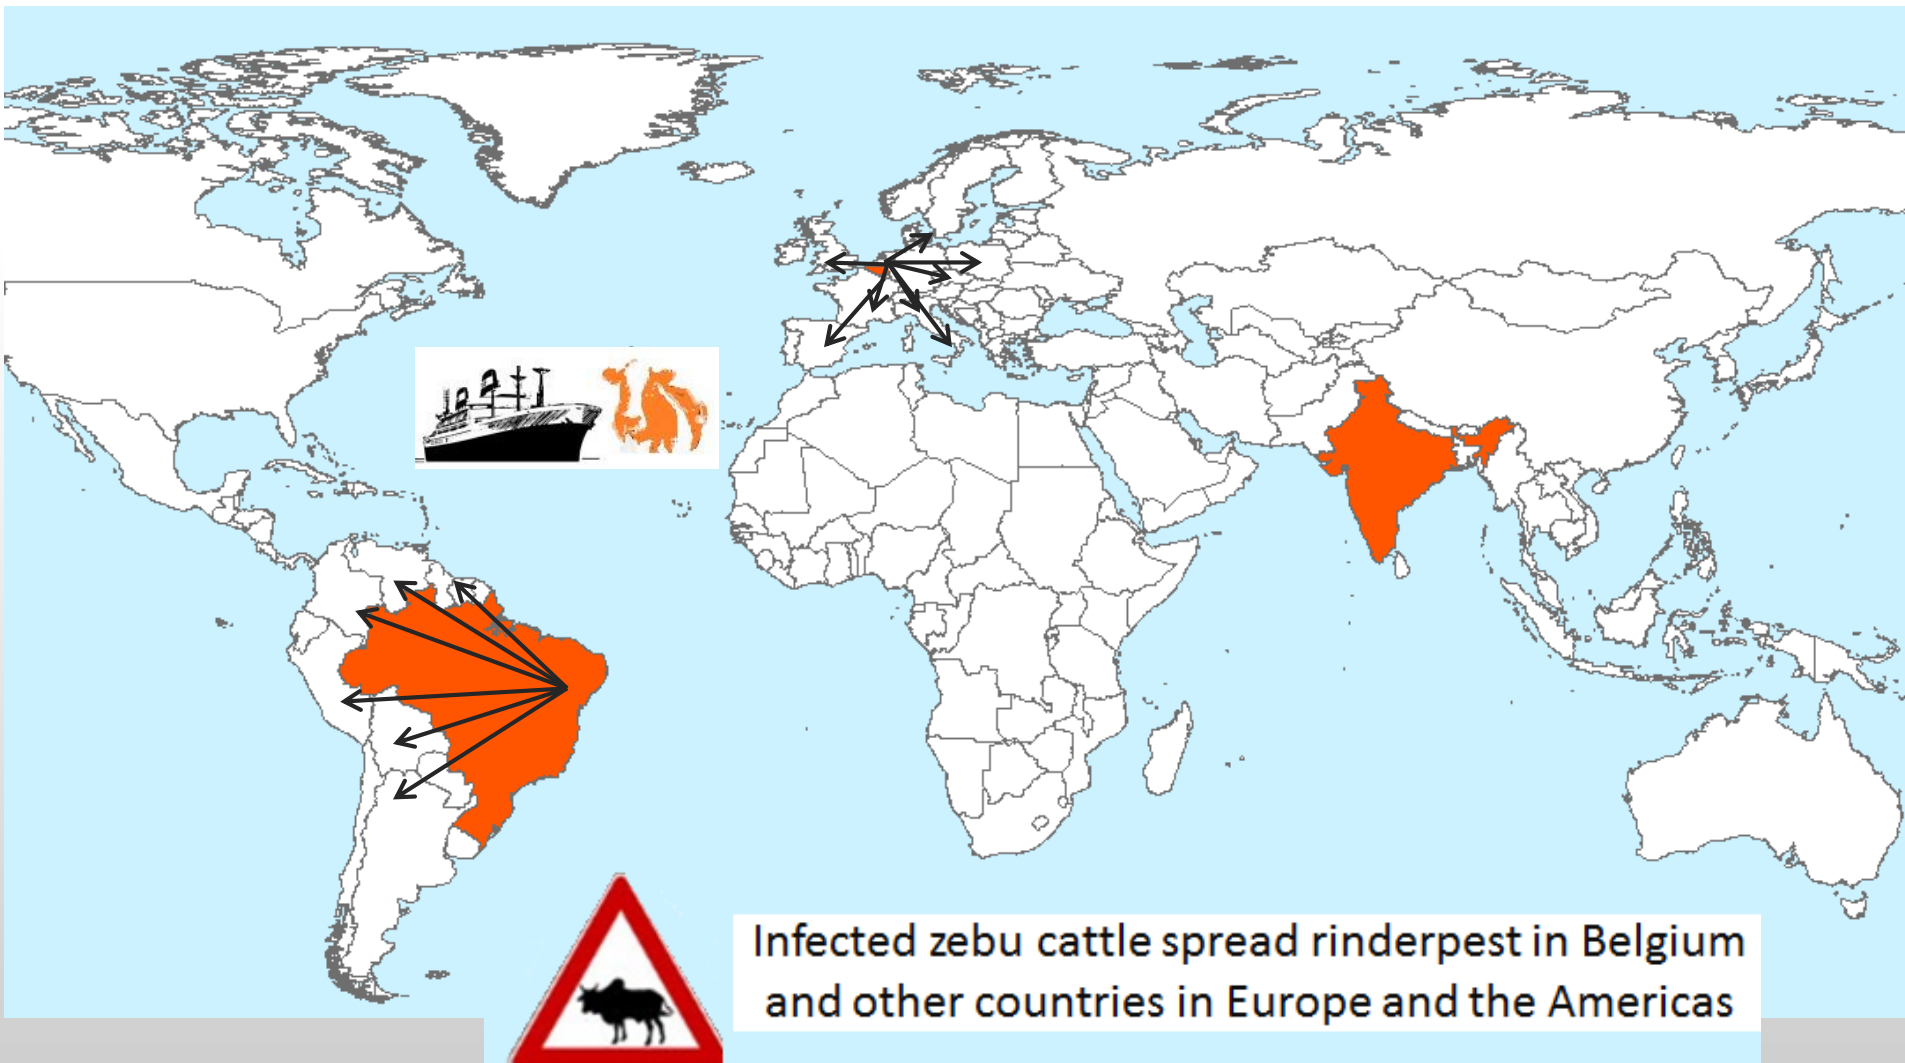 Infected zebu cattle spread rinderpest in Belgium
and other countries in Europe and the Americas